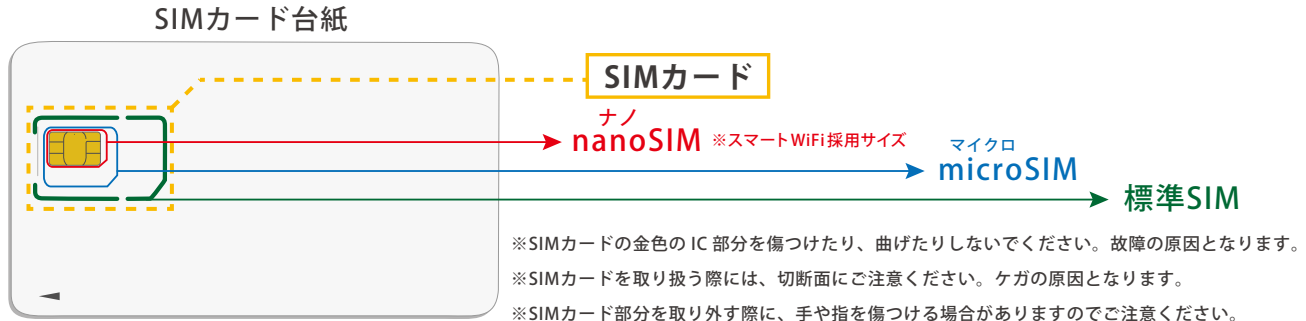 SIMカード台紙
SIMカード
ナノ
nanoSIM ※スマートWiFi採用サイズ
マイクロ
microSIM
標準SIM
※SIMカードの金色の IC 部分を傷つけたり、曲げたりしないでください。故障の原因となります。
※SIMカードを取り扱う際には、切断面にご注意ください。ケガの原因となります。
※SIMカード部分を取り外す際に、手や指を傷つける場合がありますのでご注意ください。